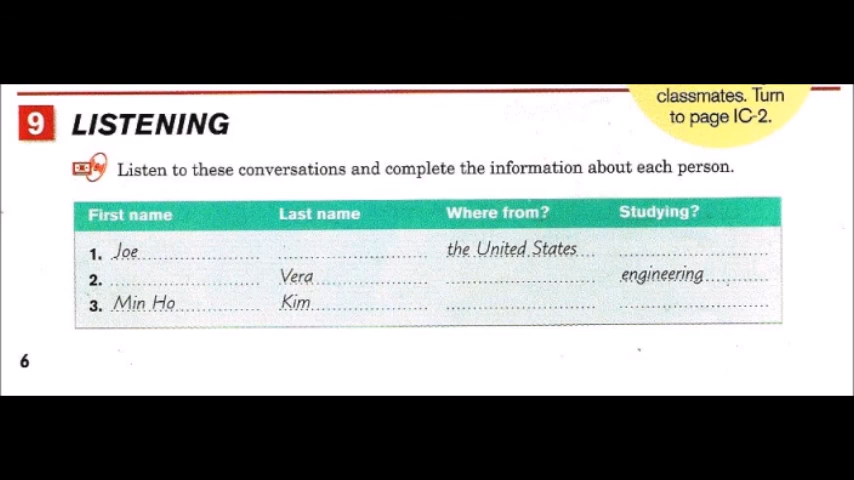 classmates. Turn
to page IC-2.
9 LISTENING
Listen to these conversations and complete the information about each person.
First name Last name Where from? Studying?
1. Joe the United States
2. Vera engineering
3. Min Ho Kim
6